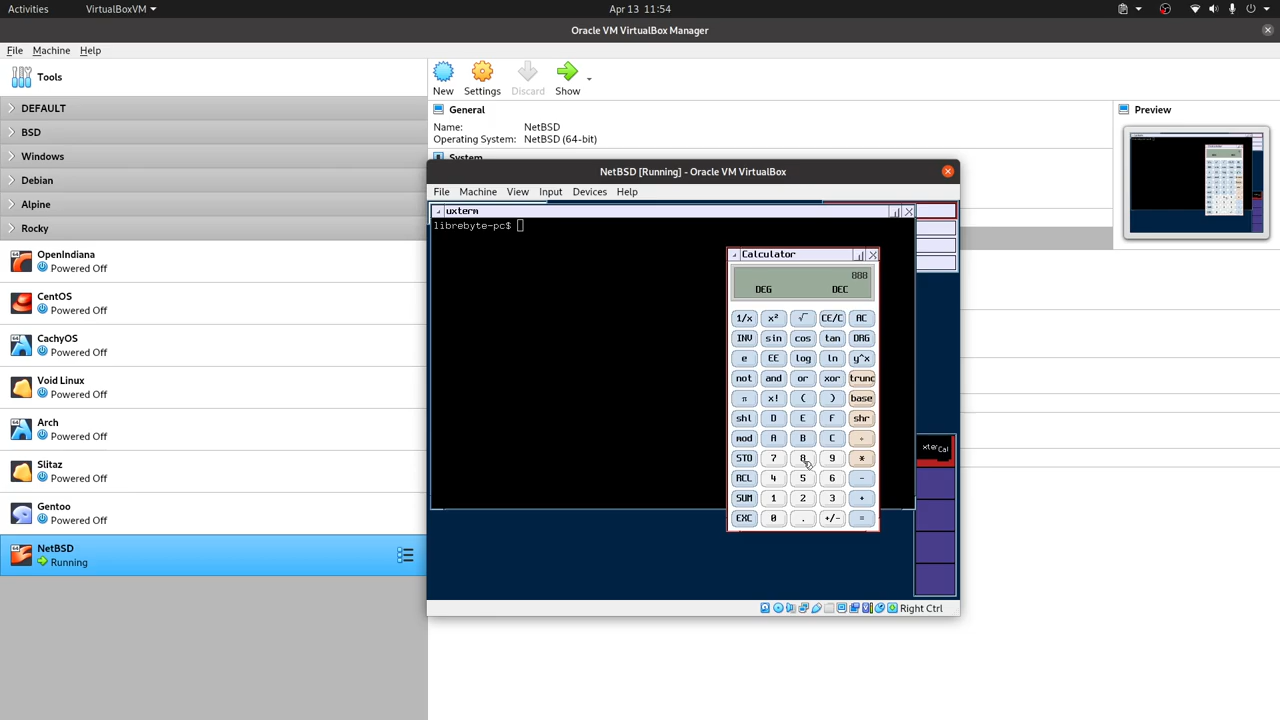 Activities VirtualBoxVM Apr 13 11:54
Oracle VM VirtualBox Manager
File Machine Help
Tools
DEFAULT
BSD
Windows
Debian
Alpine
Rocky
OpenIndiana
Powered Off
CentOS
Powered Off
CachyOS
Powered Off
Void Linux
Powered Off
Arch
Powered Off
Slitaz
Powered Off
Gentoo
Powered Off
NetBSD
Running
New Settings Discard Show
General
Name: NetBSD
Operating System: NetBSD (64-bit)
System
Preview
NetBSD [Running] - Oracle VM VirtualBox
File Machine View Input Devices Help
uxterm
librebyte-pc$
Calculator
888
DEG DEC
1/x x² √ CE/C AC
INV sin cos tan DRG
e EE log ln y^x
not and or xor trunc
π x! ( ) base
shl D E F shr
mod A B C ÷
STO 7 8 9 *
RCL 4 5 6 -
SUM 1 2 3 +
EXC 0 . +/- =
xter Cal
Right Ctrl